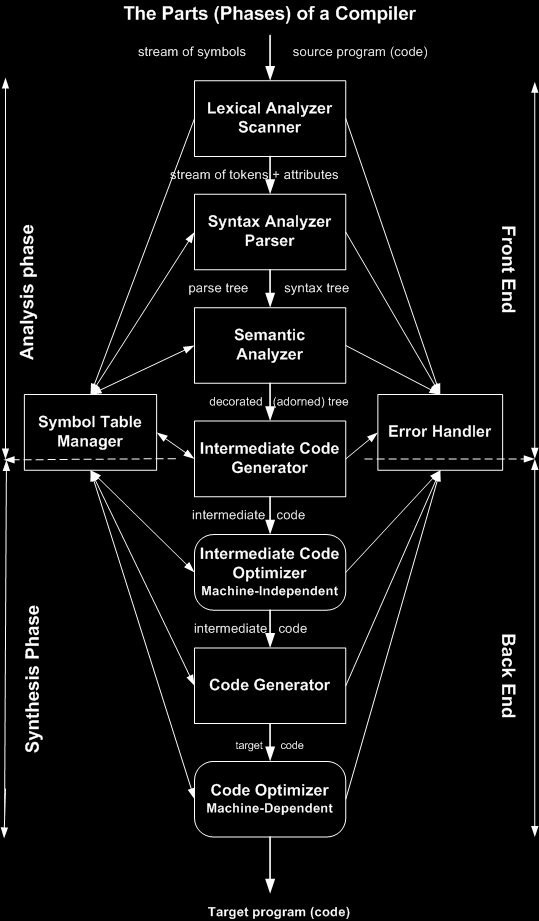 The Parts (Phases) of a Compiler
stream of symbols
source program (code)
Lexical Analyzer
Scanner
stream of tokens + attributes
Syntax Analyzer
Parser
parse tree
syntax tree
Semantic
Analyzer
decorated (adorned) tree
Symbol Table
Manager
Error Handler
Intermediate Code
Generator
intermediate code
Intermediate Code
Optimizer
Machine-Independent
intermediate code
Code Generator
target code
Code Optimizer
Machine-Dependent
Target program (code)
Analysis phase
Synthesis Phase
Front End
Back End